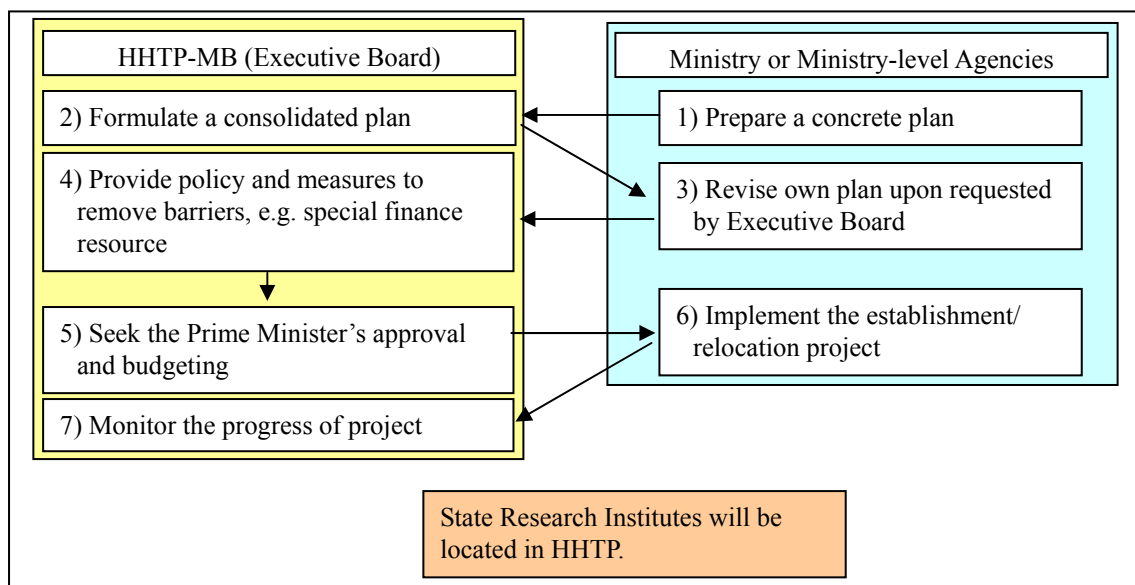 HHTP-MB (Executive Board)
2) Formulate a consolidated plan
4) Provide policy and measures to
remove barriers, e.g. special finance
resource
5) Seek the Prime Minister's approval
and budgeting
7) Monitor the progress of project
Ministry or Ministry-level Agencies
1) Prepare a concrete plan
3) Revise own plan upon requested
by Executive Board
6) Implement the establishment/
relocation project
State Research Institutes will be
located in HHTP.